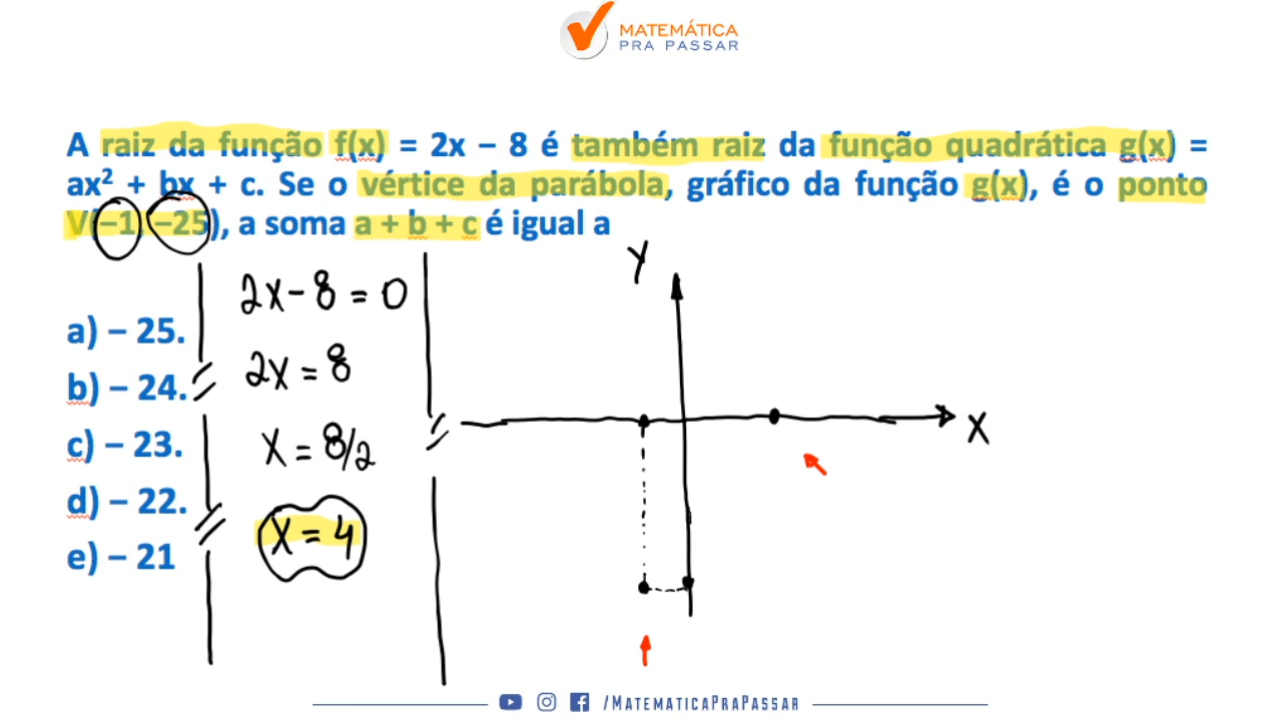 MATEMÁTICA
PRA PASSAR
A raiz da função f(x) = 2x – 8 é também raiz da função quadrática g(x) =
ax² + bx + c. Se o vértice da parábola, gráfico da função g(x), é o ponto
V(–1, –25), a soma a + b + c é igual a
a) – 25.
b) – 24.
c) – 23.
d) – 22.
e) – 21
2x – 8 = 0
2x = 8
x = 8/2
x = 4
Y
X
/MatematicaPraPassar